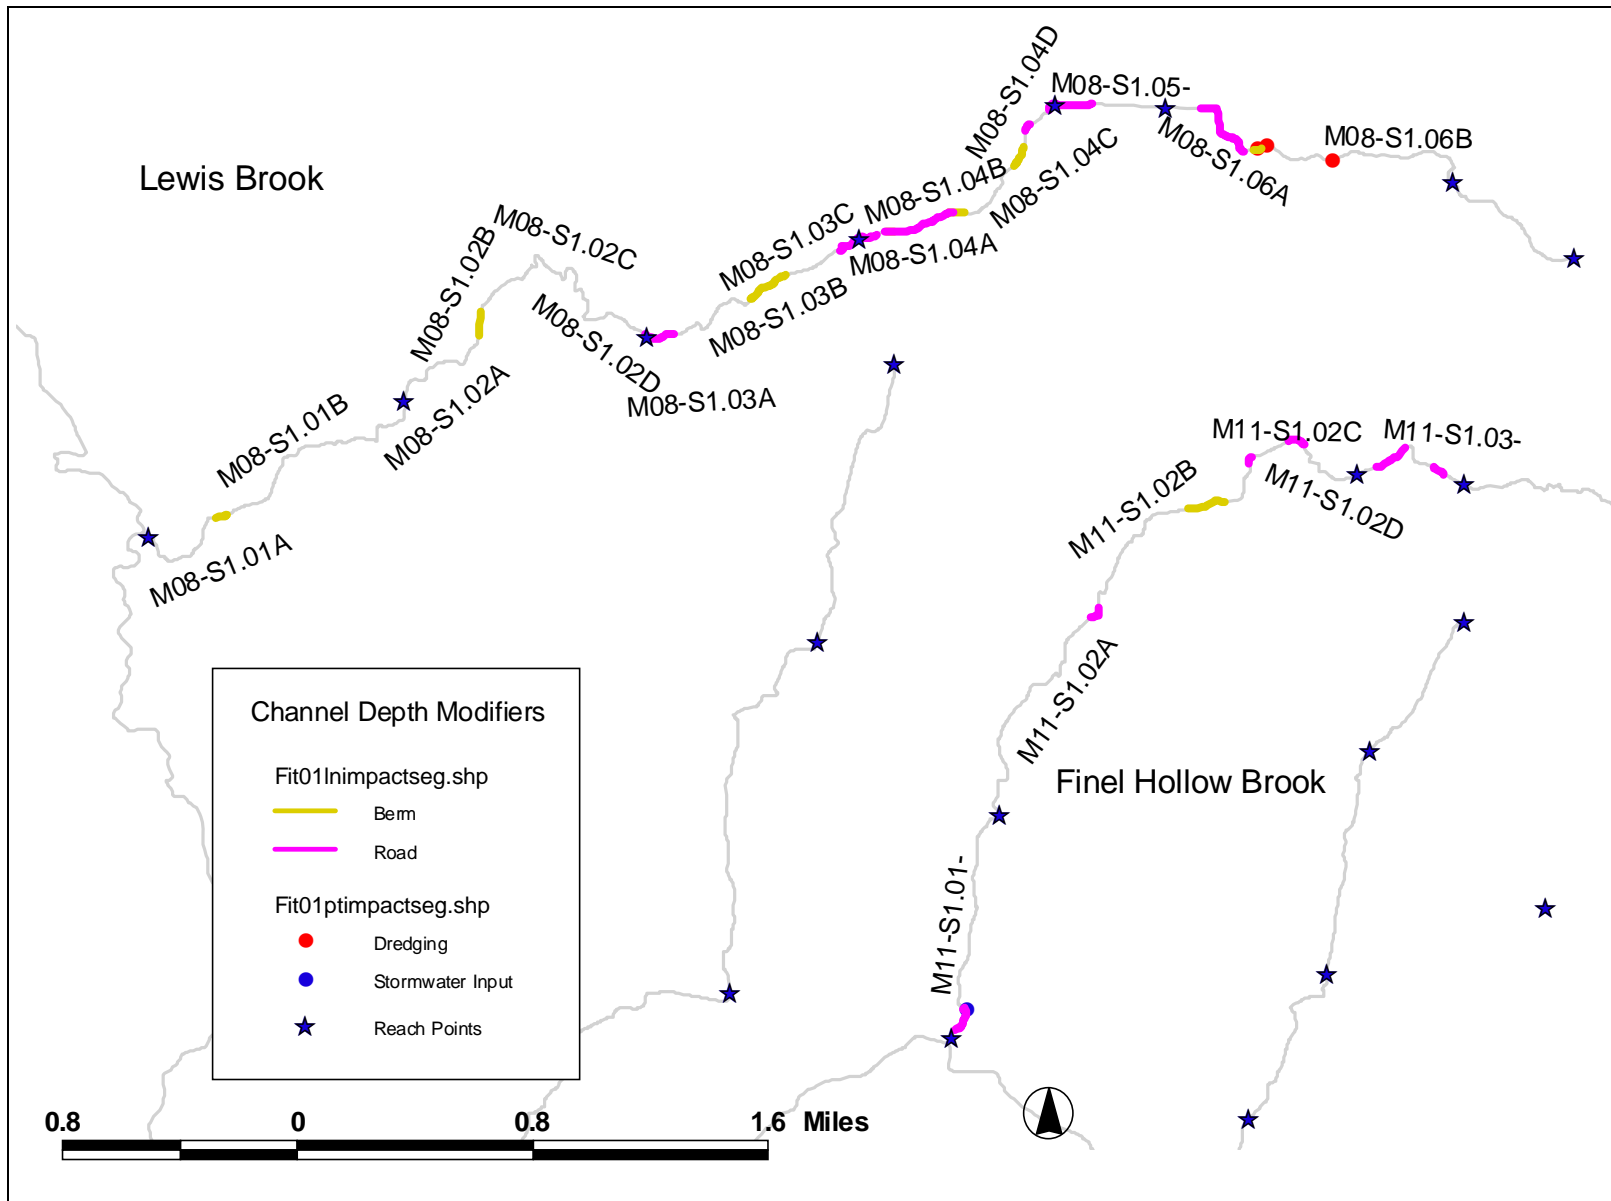 M08-S1.04D
M08-S1.05-
M08-S1.06B
M08-S1.06A
M08-S1.04C
M08-S1.04B
Lewis Brook
M08-S1.02C
M08-S1.03C
M08-S1.04A
M08-S1.02B
M08-S1.03B
M08-S1.02D
M08-S1.03A
M08-S1.02A
M08-S1.01B
M08-S1.01A
M11-S1.02C
M11-S1.03-
M11-S1.02B
M11-S1.02D
M11-S1.02A
Finel Hollow Brook
M11-S1.01-
Channel Depth Modifiers
Fit01lnimpactseg.shp
Berm
Road
Fit01ptimpactseg.shp
Dredging
Stormwater Input
Reach Points
0.8 0 0.8 1.6 Miles